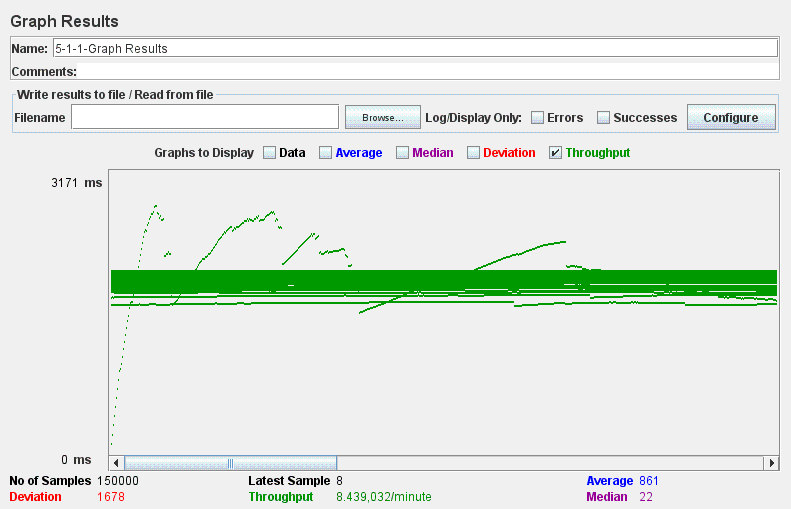 Graph Results
Name: 5-1-1-Graph Results
Comments:
Write results to file / Read from file
Filename Browse... Log/Display Only: Errors Successes Configure
Graphs to Display Data Average Median Deviation Throughput
3171 ms
0 ms
No of Samples 150000 Latest Sample 8 Average 861
Deviation 1678 Throughput 8.439,032/minute Median 22